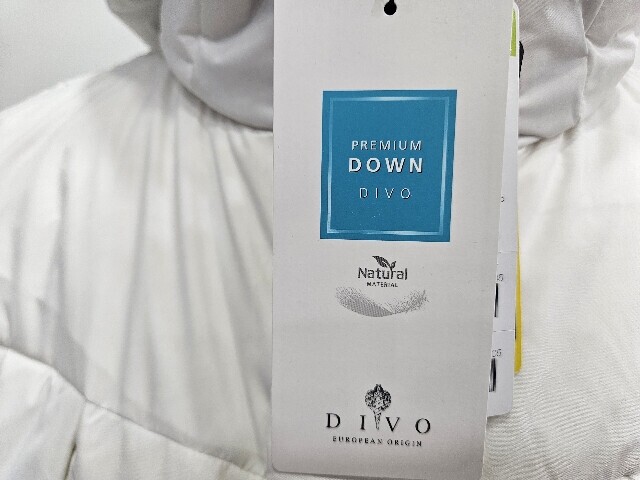 PREMIUM
DOWN
DIVO
Natural
MATERIAL
DIVO
EUROPEAN ORIGIN